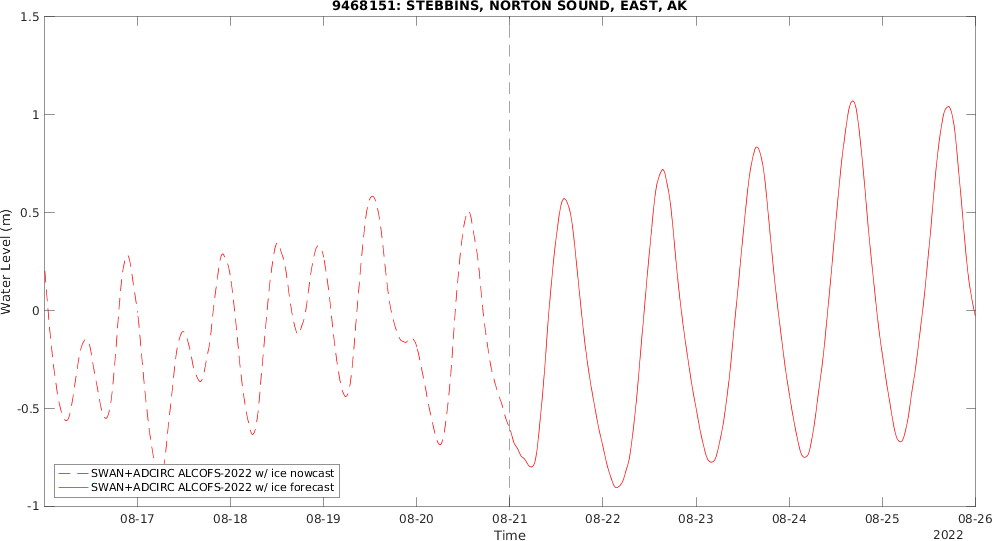 9468151: STEBBINS, NORTON SOUND, EAST, AK
1.5
1
0.5
0
-0.5
-1
Water Level (m)
SWAN+ADCIRC ALCOFS-2022 w/ ice nowcast
SWAN+ADCIRC ALCOFS-2022 w/ ice forecast
08-17 08-18 08-19 08-20 08-21 08-22 08-23 08-24 08-25 08-26
Time
2022